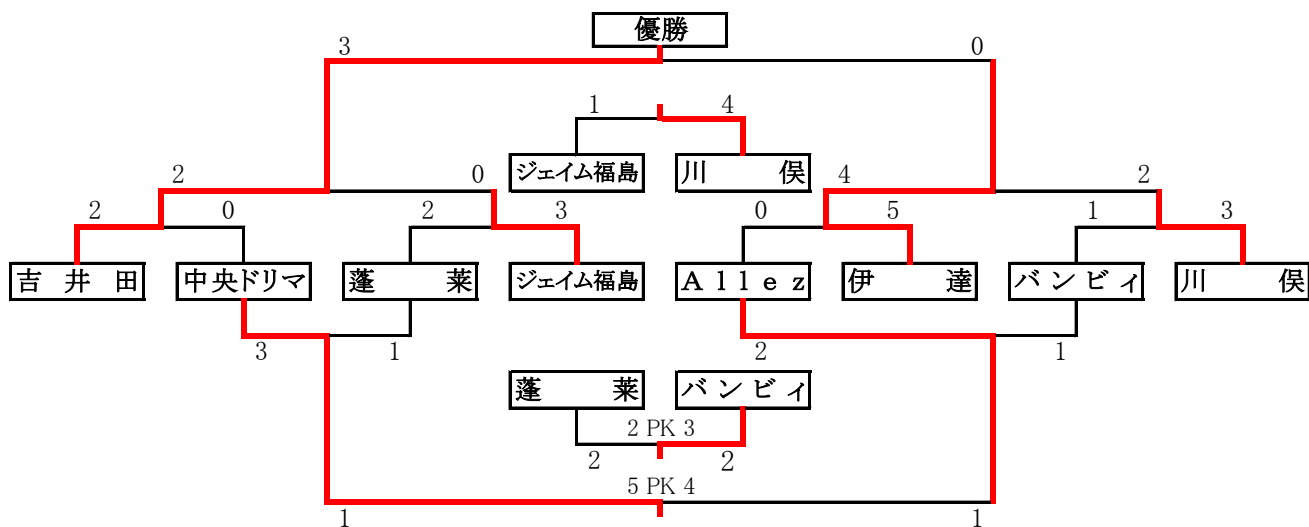 優勝
3 0
1 4
ジェイム福島 川 俣
2 0 4 2
2 0 2 3 0 5 1 3
吉 井 田 中央ドリマ 蓬 莱 ジェイム福島 Allez 伊 達 バンビィ 川 俣
3 1 2 1
蓬 莱 バンビィ
2 PK 3
2 2
5 PK 4
1 1